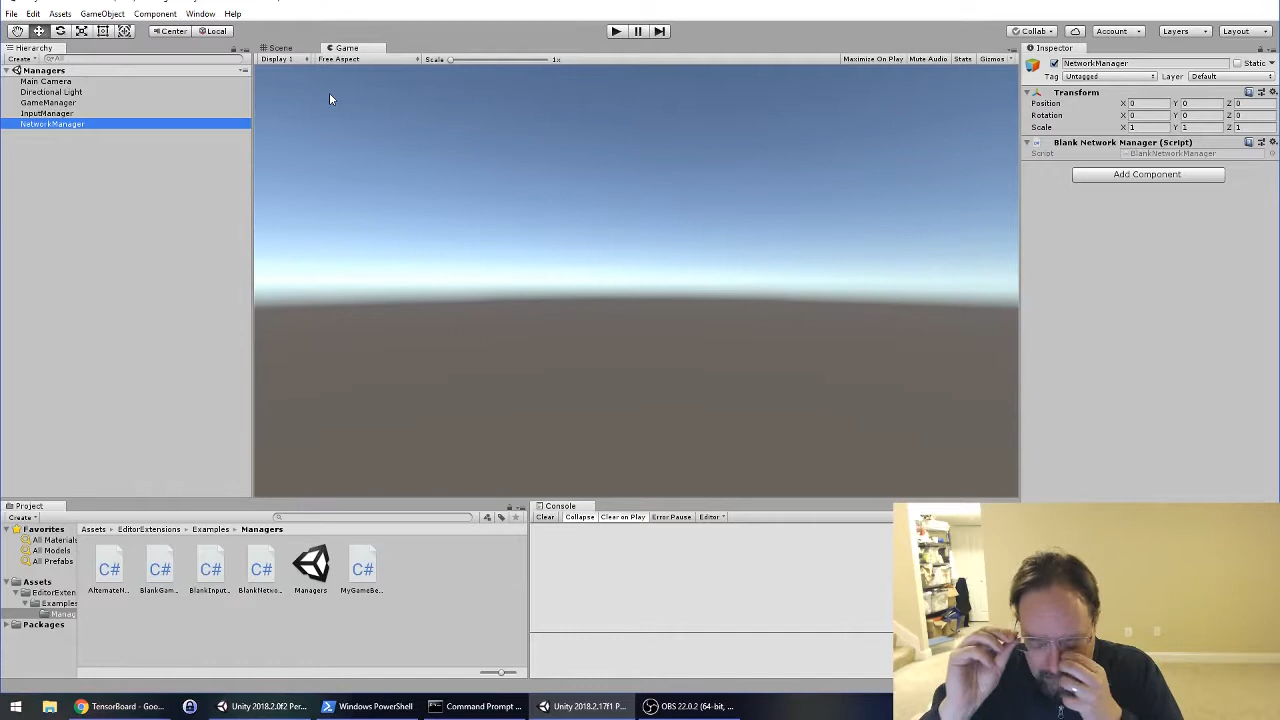 File Edit Assets GameObject Component Window Help
Center Local
Collab Account Layers Layout
Hierarchy
Create All
Managers
Main Camera
Directional Light
GameManager
InputManager
NetworkManager
Scene Game
Display 1 Free Aspect Scale 1x Maximize On Play Mute Audio Stats Gizmos
Inspector
NetworkManager Static
Tag Untagged Layer Default
Transform
Position X 0 Y 0 Z 0
Rotation X 0 Y 0 Z 0
Scale X 1 Y 1 Z 1
Blank Network Manager (Script)
Script BlankNetworkManager
Add Component
Project
Create
Favorites
All Materials
All Models
All Prefabs
Assets
EditorExten
Examples
Manag
Packages
Assets EditorExtensions Examples Managers
C# C# C# C# C#
AlternateN... BlankGam... BlankInput... BlankNetwo... Managers MyGameBe...
Console
Clear Collapse Clear on Play Error Pause Editor
TensorBoard - Goo... Unity 2018.2.0f2 Per... Windows PowerShell Command Prompt ... Unity 2018.2.17f1 P... OBS 22.0.2 (64-bit, ...